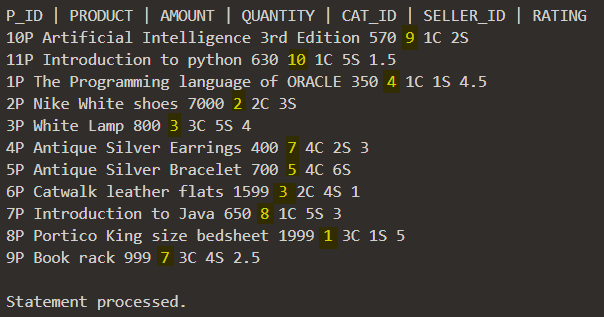 P_ID | PRODUCT | AMOUNT | QUANTITY | CAT_ID | SELLER_ID | RATING
10P Artificial Intelligence 3rd Edition 570 9 1C 2S
11P Introduction to python 630 10 1C 5S 1.5
1P The Programming language of ORACLE 350 4 1C 1S 4.5
2P Nike White shoes 7000 2 2C 3S
3P White Lamp 800 3 3C 5S 4
4P Antique Silver Earrings 400 7 4C 2S 3
5P Antique Silver Bracelet 700 5 4C 6S
6P Catwalk leather flats 1599 3 2C 4S 1
7P Introduction to Java 650 8 1C 5S 3
8P Portico King size bedsheet 1999 1 3C 1S 5
9P Book rack 999 7 3C 4S 2.5
Statement processed.